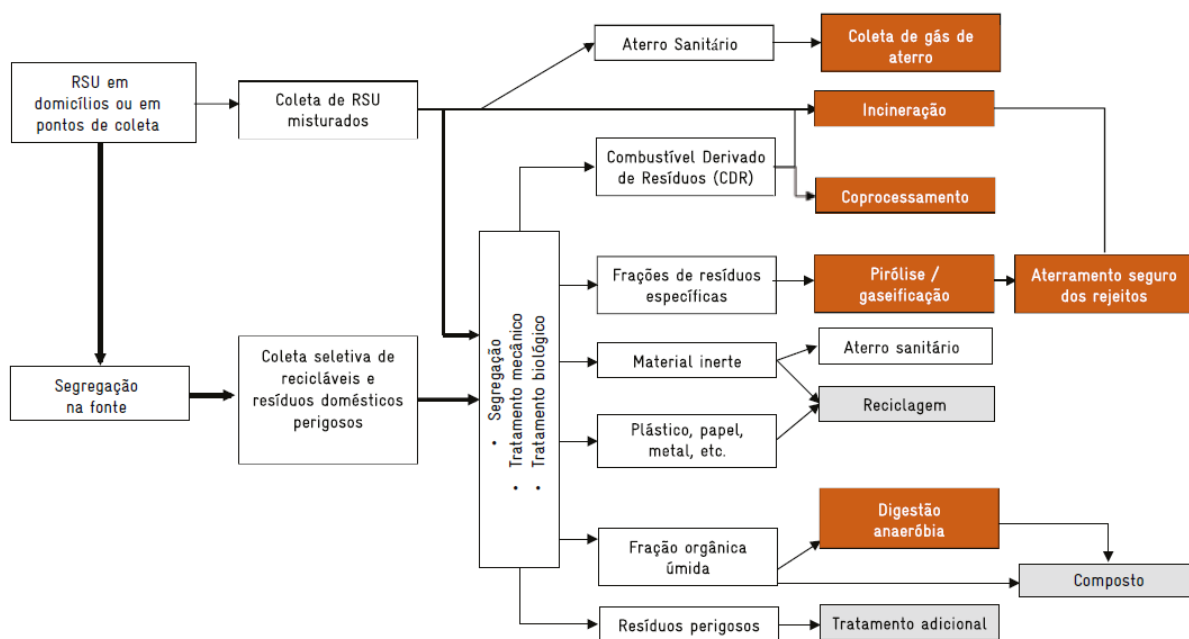 RSU em
domicílios ou em
pontos de coleta
Coleta de RSU
misturados
Aterro Sanitário
Coleta de gás de
aterro
Incineração
Combustível Derivado
de Resíduos (CDR)
Coprocessamento
Frações de resíduos
específicas
Pirólise /
gaseificação
Aterramento seguro
dos rejeitos
Segregação
na fonte
Coleta seletiva de
recicláveis e
resíduos domésticos
perigosos
• Segregação
• Tratamento mecânico
• Tratamento biológico
Material inerte
Aterro sanitário
Reciclagem
Plástico, papel,
metal, etc.
Fração orgânica
úmida
Digestão
anaeróbia
Composto
Resíduos perigosos
Tratamento adicional